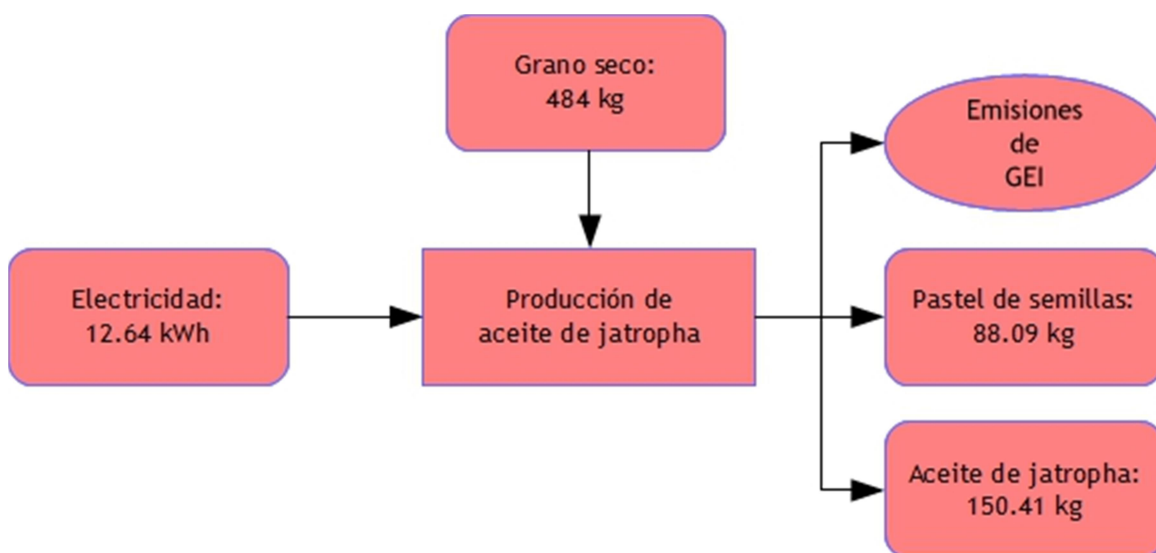 Grano seco:
484 kg
Emisiones
de
GEI
Electricidad:
12.64 kWh
Producción de
aceite de jatropha
Pastel de semillas:
88.09 kg
Aceite de jatropha:
150.41 kg